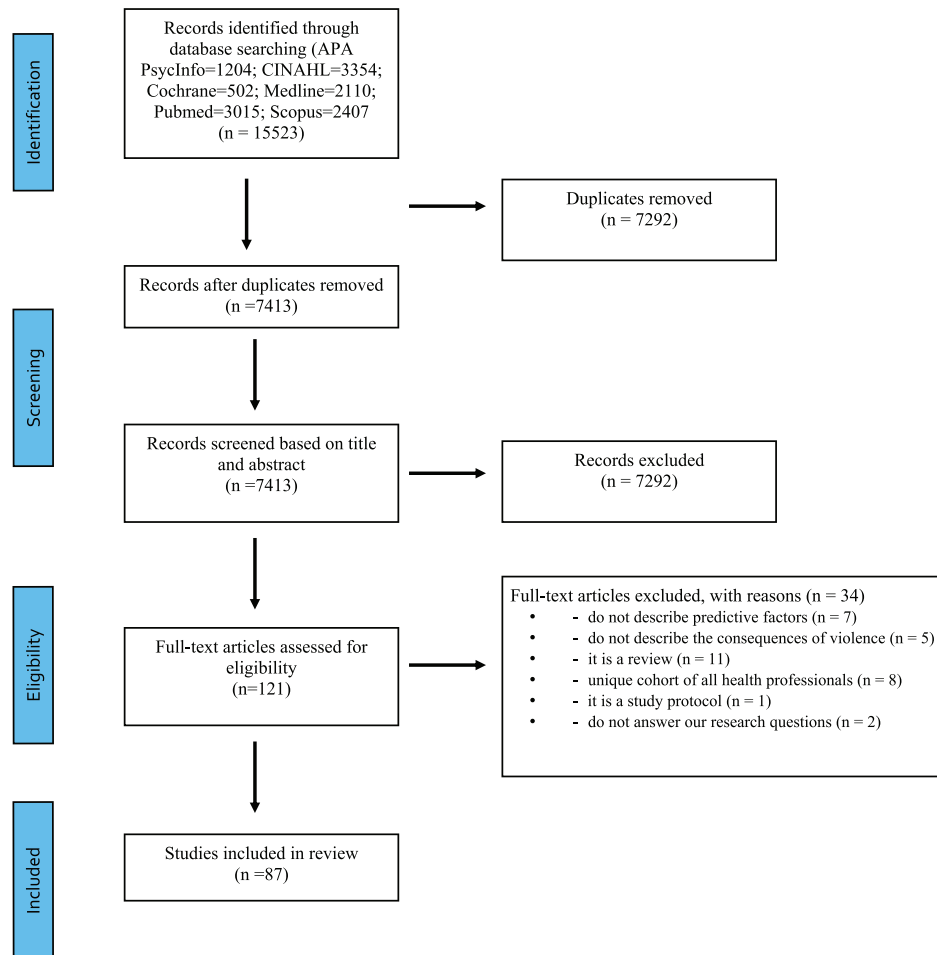 Identification
Records identified through
database searching (APA
PsycInfo=1204; CINAHL=3354;
Cochrane=502; Medline=2110;
Pubmed=3015; Scopus=2407
(n = 15523)
Duplicates removed
(n = 7292)
Records after duplicates removed
(n =7413)
Screening
Records screened based on title
and abstract
(n =7413)
Records excluded
(n = 7292)
Eligibility
Full-text articles assessed for
eligibility
(n=121)
Full-text articles excluded, with reasons (n = 34)
• - do not describe predictive factors (n = 7)
• - do not describe the consequences of violence (n = 5)
• - it is a review (n = 11)
• - unique cohort of all health professionals (n = 8)
• - it is a study protocol (n = 1)
• - do not answer our research questions (n = 2)
Included
Studies included in review
(n =87)